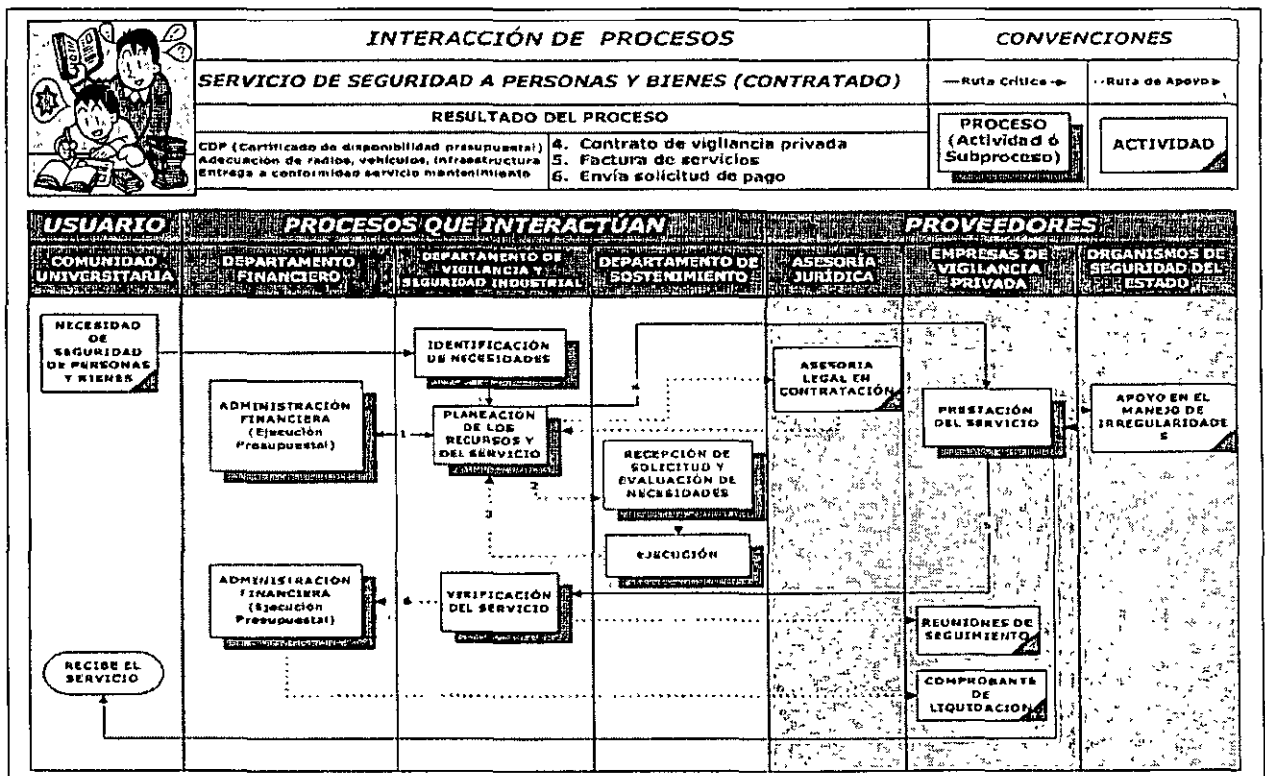 INTERACCIÓN DE PROCESOS
CONVENCIONES
SERVICIO DE SEGURIDAD A PERSONAS Y BIENES (CONTRATADO)
Ruta Crítica
Ruta de Apoyo
RESULTADO DEL PROCESO
CDP (Certificado de disponibilidad presupuestal)
Adecuación de radios, vehículos, infraestructura
Entrega a conformidad servicio mantenimiento
4. Contrato de vigilancia privada
5. Factura de servicios
6. Envía solicitud de pago
PROCESO
(Actividad ó
Subproceso)
ACTIVIDAD
USUARIO
PROCESOS QUE INTERACTÚAN
PROVEEDORES
COMUNIDAD
UNIVERSITARIA
DEPARTAMENTO
FINANCIERO
DEPARTAMENTO DE
VIGILANCIA Y
SEGURIDAD INDUSTRIAL
DEPARTAMENTO DE
SOSTENIMIENTO
ASESORÍA
JURÍDICA
EMPRESAS DE
VIGILANCIA
PRIVADA
ORGANISMOS DE
SEGURIDAD DEL
ESTADO
NECESIDAD
DE
SEGURIDAD
DE PERSONAS
Y BIENES
IDENTIFICACIÓN
DE NECESIDADES
ASESORIA
LEGAL EN
CONTRATACIÓN
ADMINISTRACIÓN
FINANCIERA
(Ejecución
Presupuestal)
1
PLANEACIÓN
DE LOS
RECURSOS Y
DEL SERVICIO
PRESTACIÓN
DEL SERVICIO
APOYO EN EL
MANEJO DE
IRREGULARIDADE
S
RECEPCIÓN DE
SOLICITUD Y
EVALUACIÓN DE
NECESIDADES
2
3
4
5
EJECUCIÓN
ADMINISTRACIÓN
FINANCIERA
(Ejecución
Presupuestal)
6
VERIFICACIÓN
DEL SERVICIO
REUNIONES DE
SEGUIMIENTO
RECIBE EL
SERVICIO
COMPROBANTE
DE
LIQUIDACIÓN